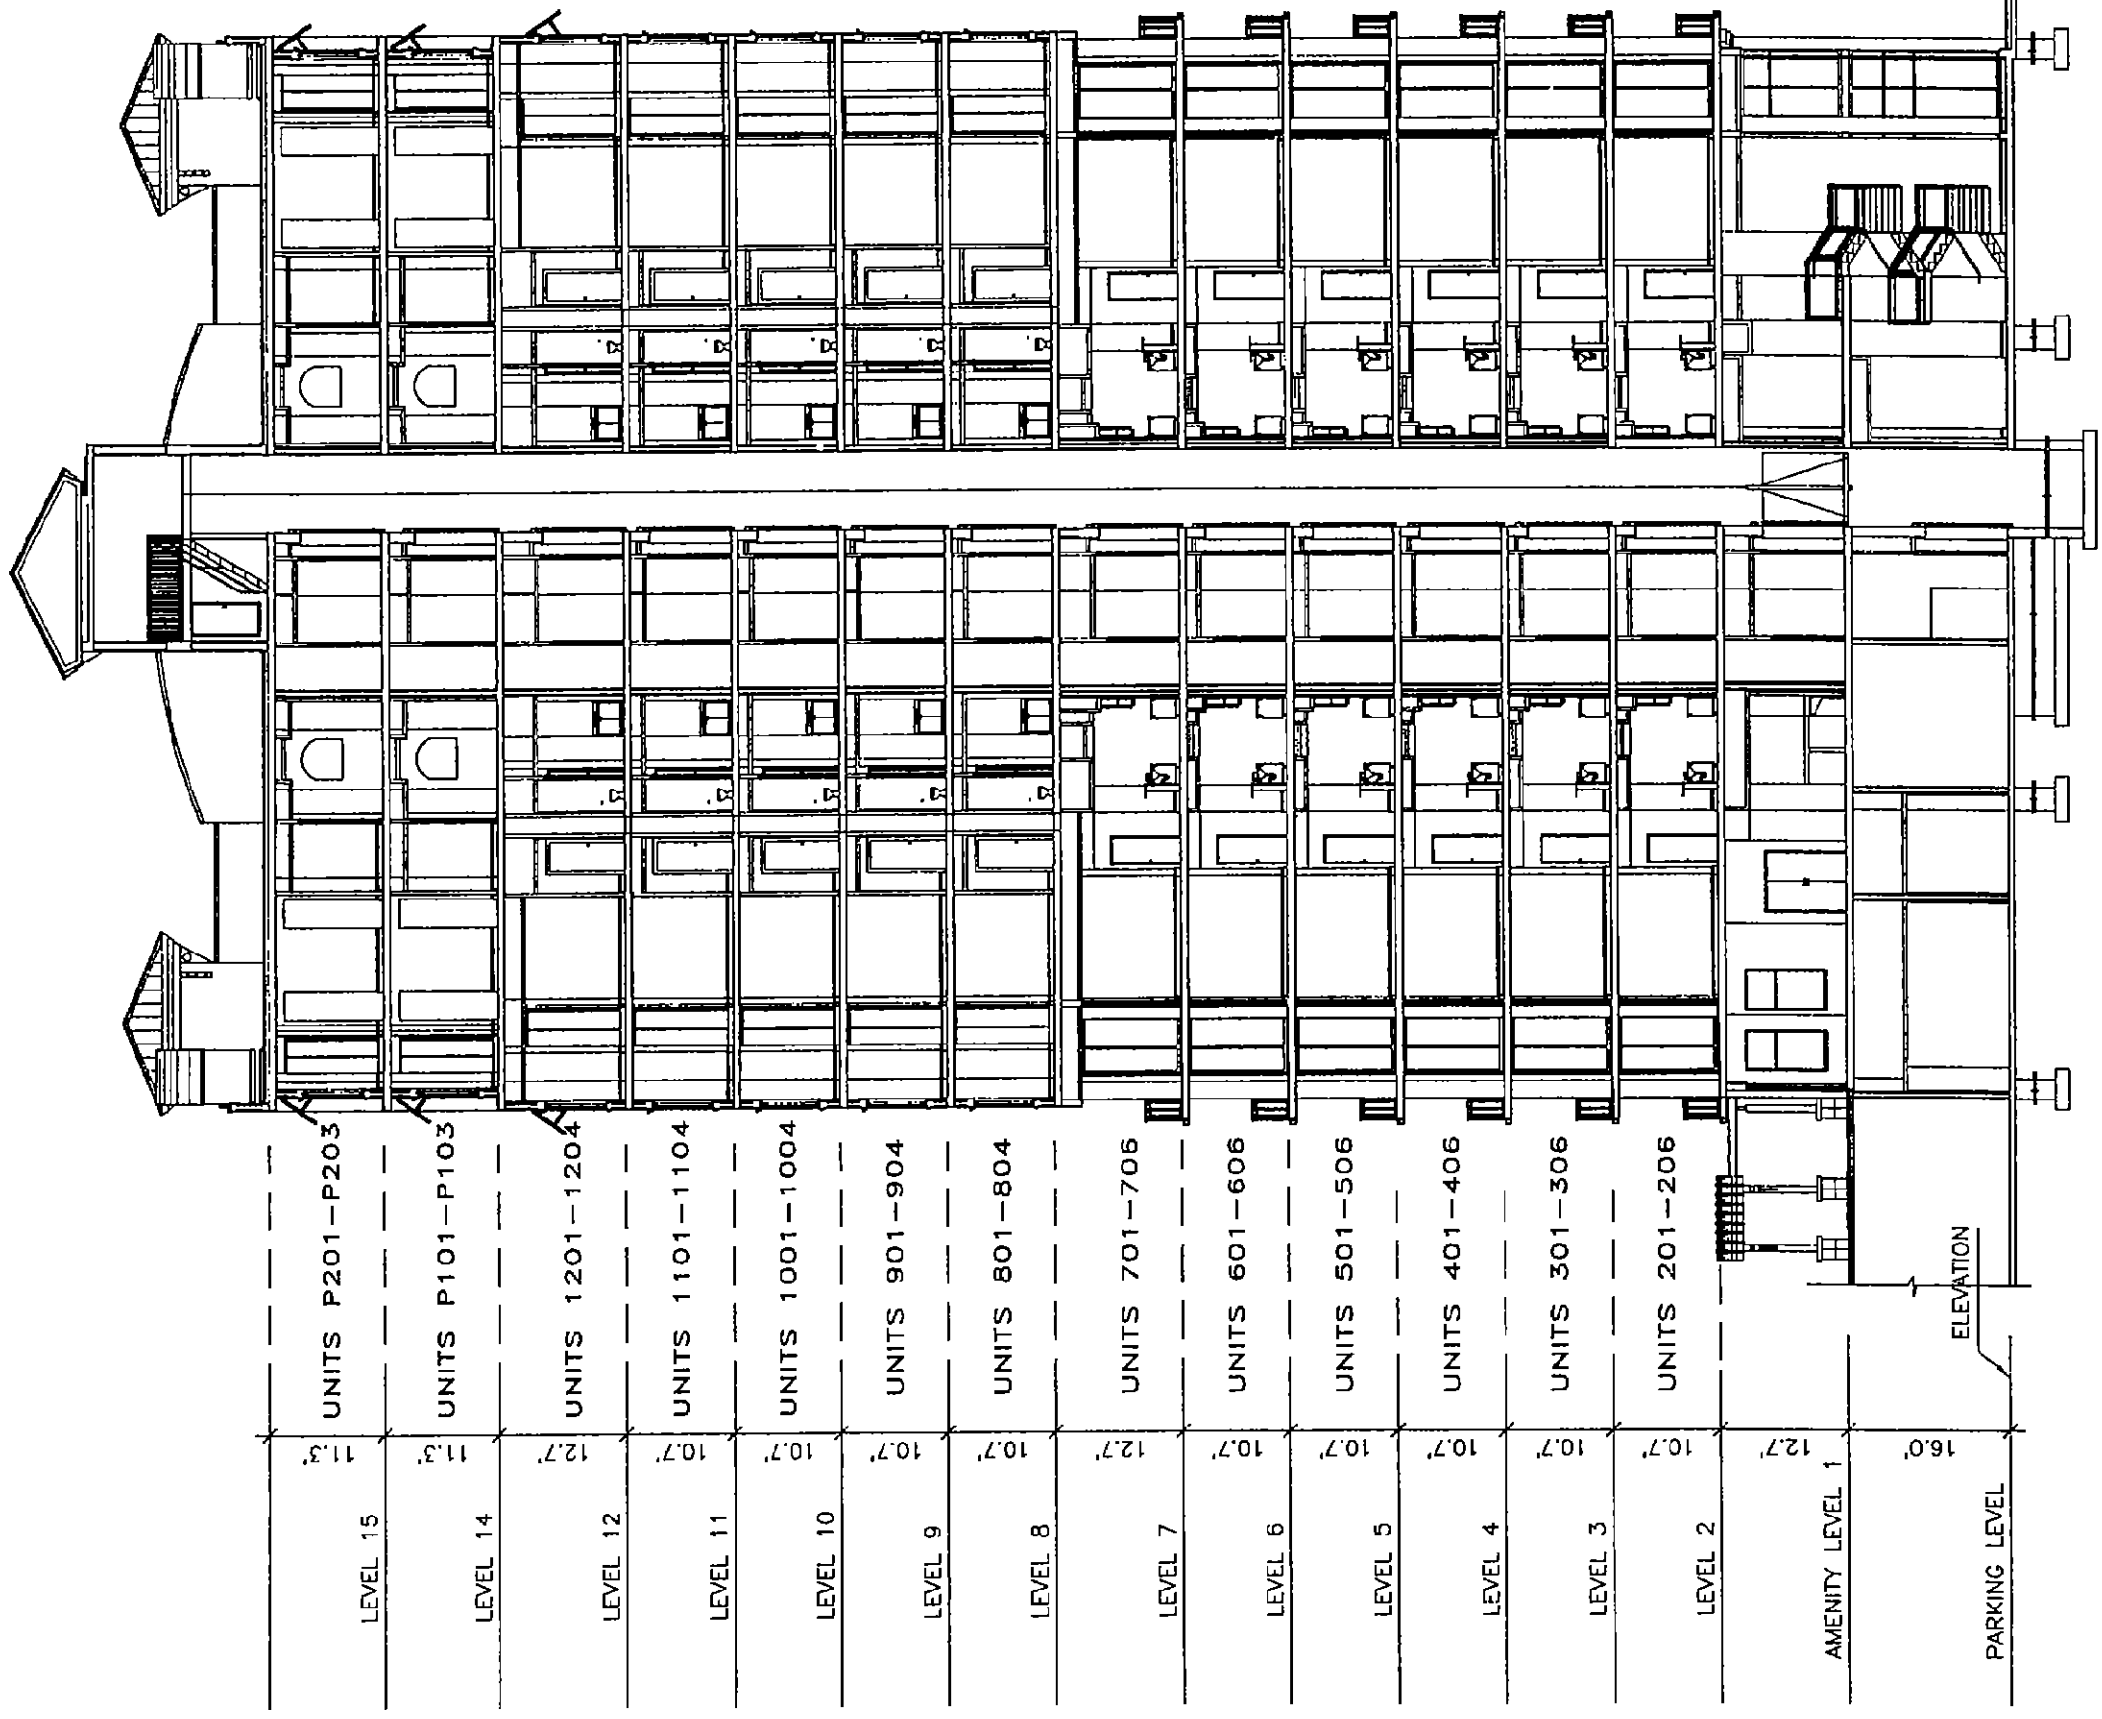 UNITS P201-P203
UNITS P101-P103
UNITS 1201-1204
UNITS 1101-1104
UNITS 1001-1004
UNITS 901-904
UNITS 801-804
UNITS 701-706
UNITS 601-606
UNITS 501-506
UNITS 401-406
UNITS 301-306
UNITS 201-206
ELEVATION
11.3'
11.3'
12.7'
10.7'
10.7'
10.7'
10.7'
12.7'
10.7'
10.7'
10.7'
10.7'
10.7'
12.7'
16.0'
LEVEL 15
LEVEL 14
LEVEL 12
LEVEL 11
LEVEL 10
LEVEL 9
LEVEL 8
LEVEL 7
LEVEL 6
LEVEL 5
LEVEL 4
LEVEL 3
LEVEL 2
AMENITY LEVEL 1
PARKING LEVEL